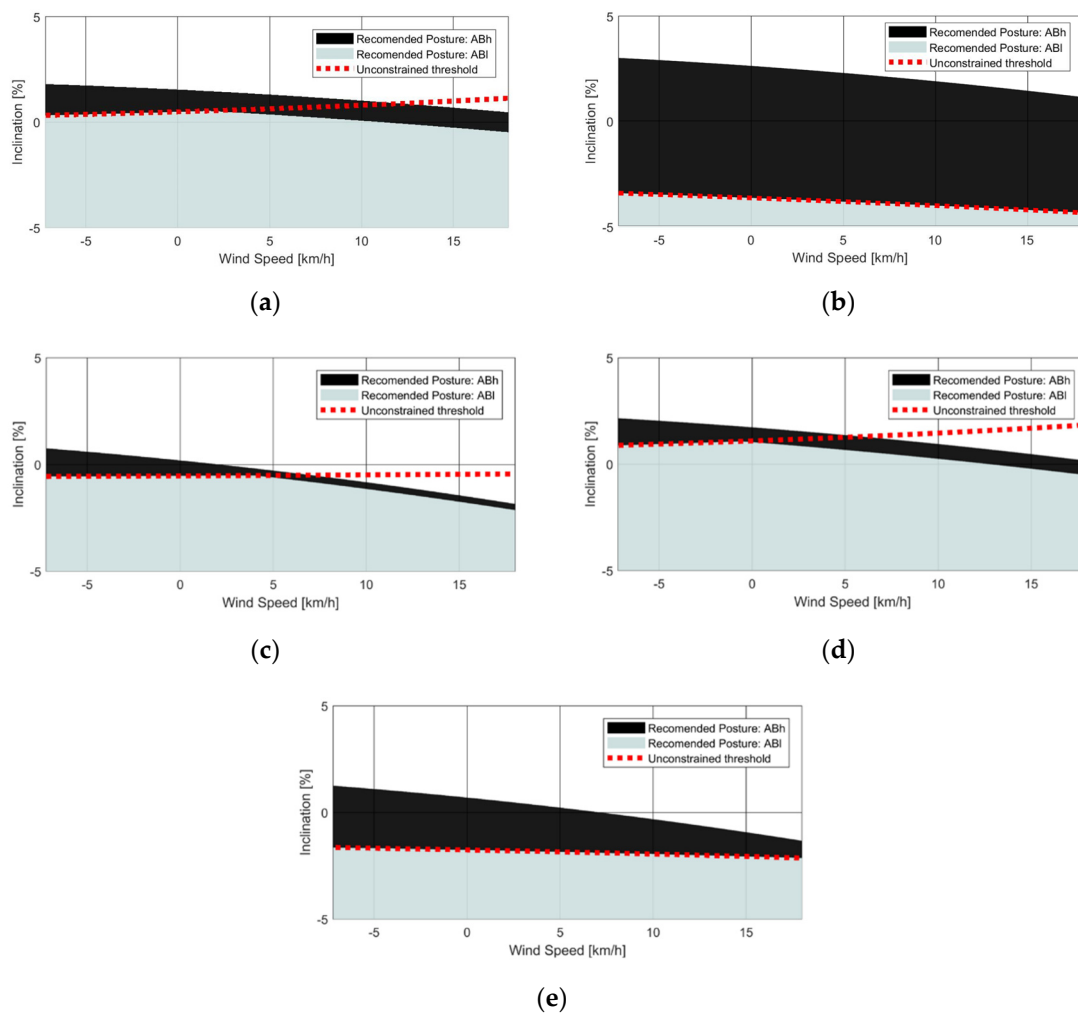 5
Recomended Posture: ABh
Recomended Posture: ABl
Unconstrained threshold
Inclination [%]
0
-5
-5 0 5 10 15
Wind Speed [km/h]
(a)
5
Recomended Posture: ABh
Recomended Posture: ABl
Unconstrained threshold
Inclination [%]
0
-5
-5 0 5 10 15
Wind Speed [km/h]
(b)
5
Recomended Posture: ABh
Recomended Posture: ABl
Unconstrained threshold
Inclination [%]
0
-5
-5 0 5 10 15
Wind Speed [km/h]
(c)
5
Recomended Posture: ABh
Recomended Posture: ABl
Unconstrained threshold
Inclination [%]
0
-5
-5 0 5 10 15
Wind Speed [km/h]
(d)
5
Recomended Posture: ABh
Recomended Posture: ABl
Unconstrained threshold
Inclination [%]
0
-5
-5 0 5 10 15
Wind Speed [km/h]
(e)